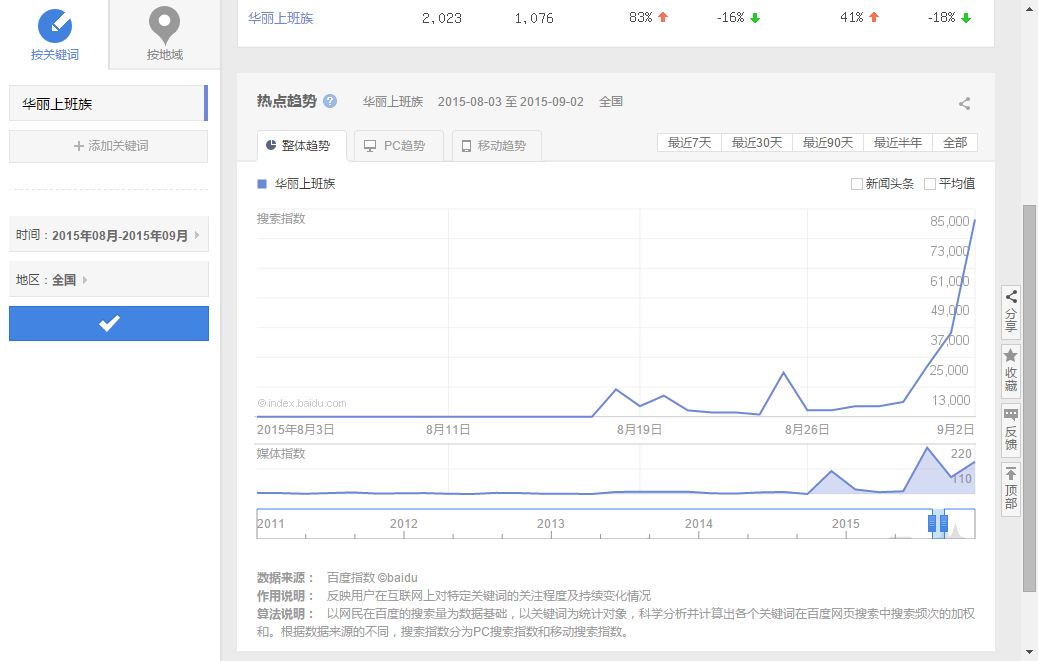 华丽上班族 2,023 1,076 83% -16% 41% -18%
按关键词 按地域
华丽上班族
添加关键词
时间：2015年08月-2015年09月
地区：全国
热点趋势 ? 华丽上班族 2015-08-03 至 2015-09-02 全国
整体趋势 PC趋势 移动趋势 最近7天 最近30天 最近90天 最近半年 全部
华丽上班族 新闻头条 平均值
搜索指数
85,000
73,000
61,000
49,000
37,000
25,000
13,000
©index.baidu.com
2015年8月3日 8月11日 8月19日 8月26日 9月2日
媒体指数
220
110
2011 2012 2013 2014 2015
数据来源： 百度指数 ©baidu
作用说明： 反映用户在互联网上对特定关键词的关注程度及持续变化情况
算法说明： 以网民在百度的搜索量为数据基础，以关键词为统计对象，科学分析并计算出各个关键词在百度网页搜索中搜索频次的加权
和。根据数据来源的不同，搜索指数分为PC搜索指数和移动搜索指数。
分享
收藏
反馈
顶部